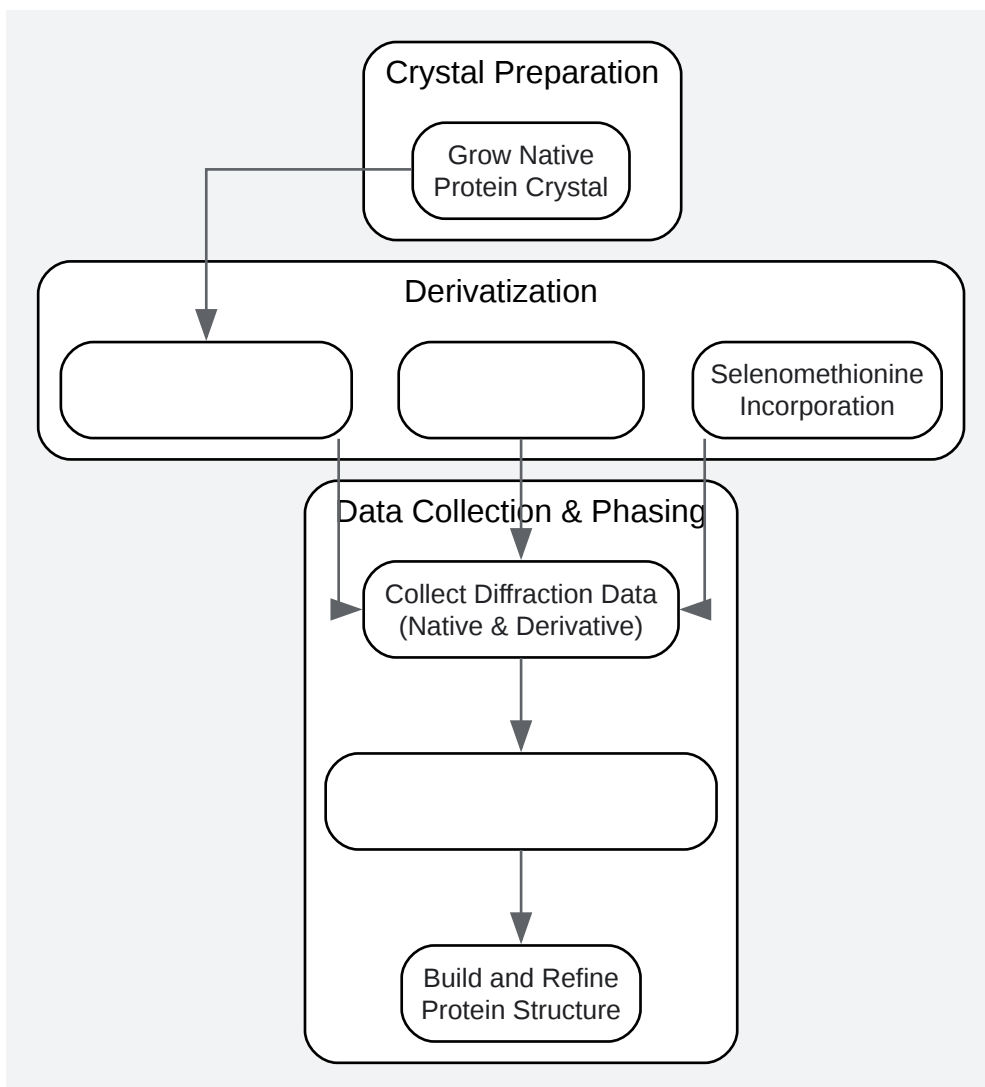 Crystal Preparation
Grow Native
Protein Crystal
Derivatization
Selenomethionine
Incorporation
Data Collection & Phasing
Collect Diffraction Data
(Native & Derivative)
Build and Refine
Protein Structure